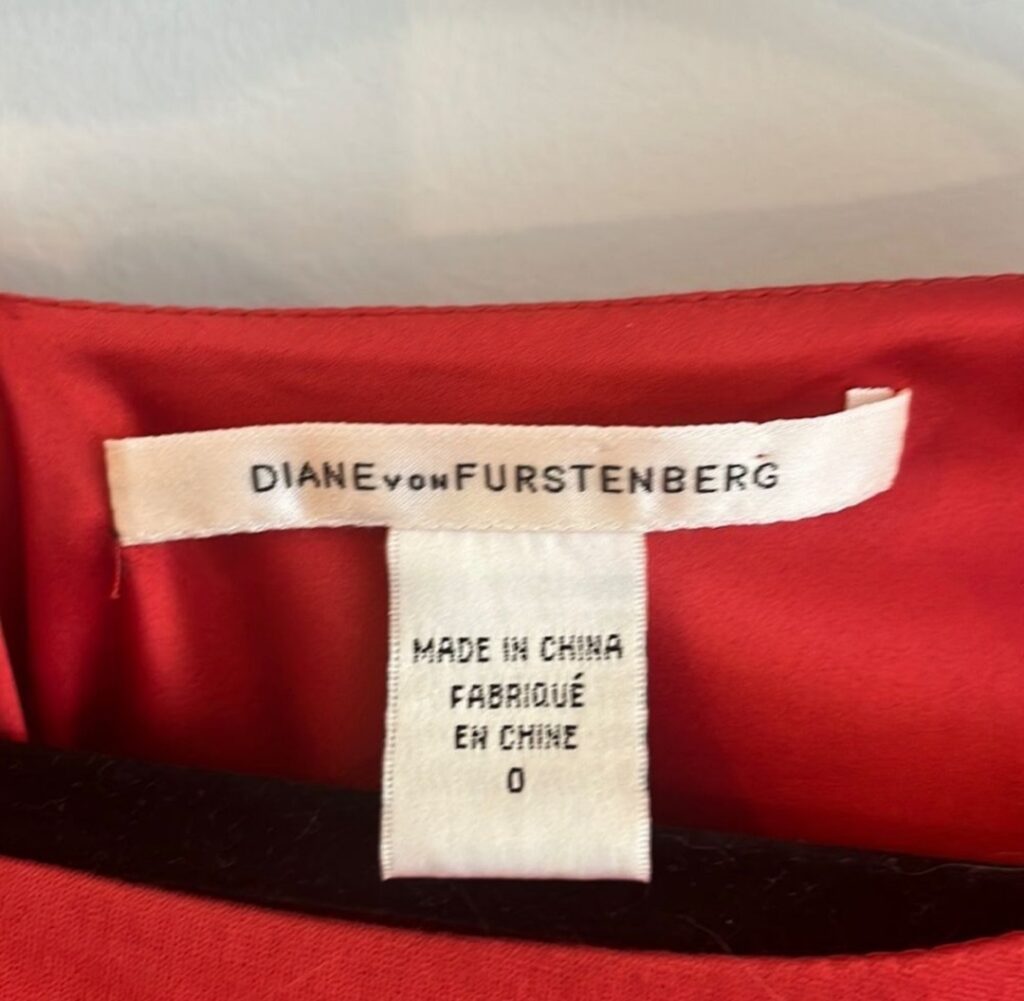 DIANE VON FURSTENBERG
MADE IN CHINA
FABRIQUÉ
EN CHINE
0